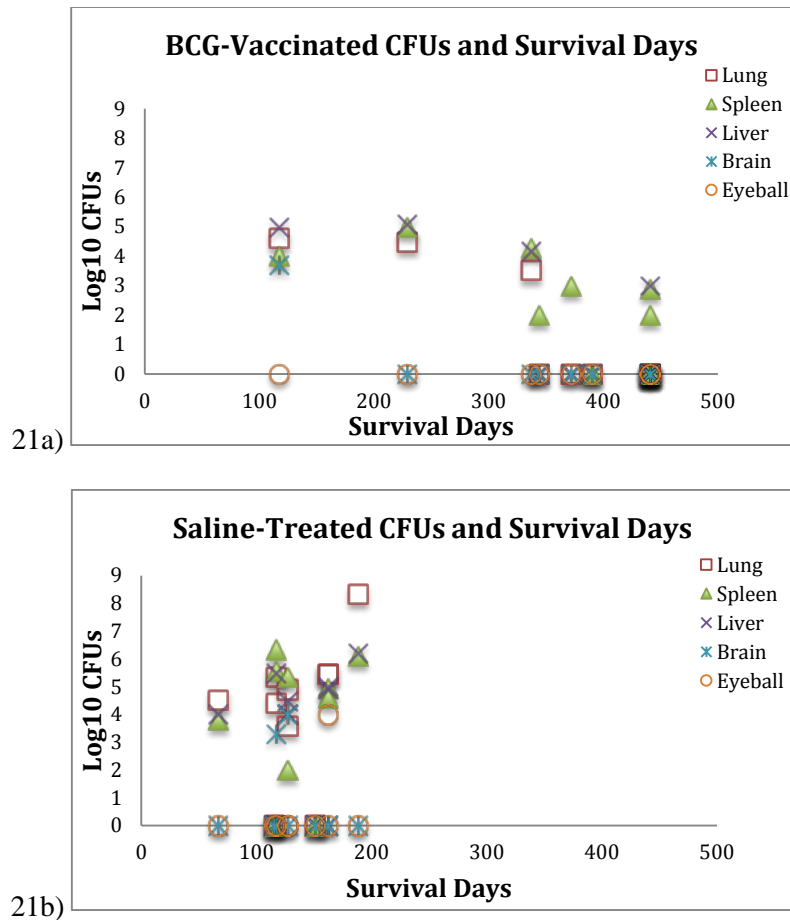 BCG-Vaccinated CFUs and Survival Days
Lung
Spleen
Liver
Brain
Eyeball
Log10 CFUs
9
8
7
6
5
4
3
2
1
0
0 100 200 300 400 500
Survival Days
21a)
Saline-Treated CFUs and Survival Days
Lung
Spleen
Liver
Brain
Eyeball
Log10 CFUs
9
8
7
6
5
4
3
2
1
0
0 100 200 300 400 500
Survival Days
21b)